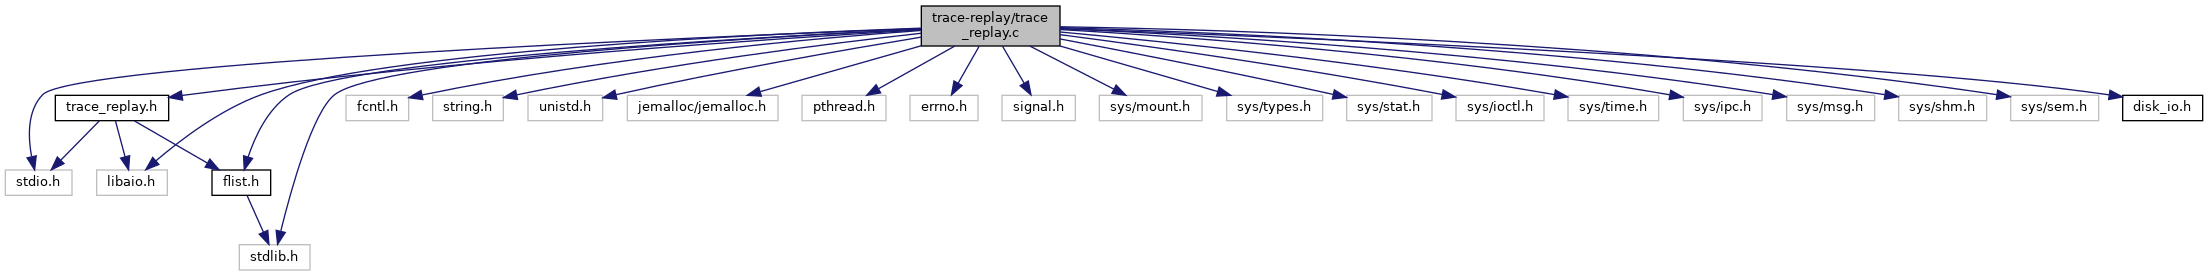 trace-replay/trace
_replay.c
trace_replay.h
fcntl.h
string.h
unistd.h
jemalloc/jemalloc.h
pthread.h
errno.h
signal.h
sys/mount.h
sys/types.h
sys/stat.h
sys/ioctl.h
sys/time.h
sys/ipc.h
sys/msg.h
sys/shm.h
sys/sem.h
disk_io.h
stdio.h
libaio.h
flist.h
stdlib.h